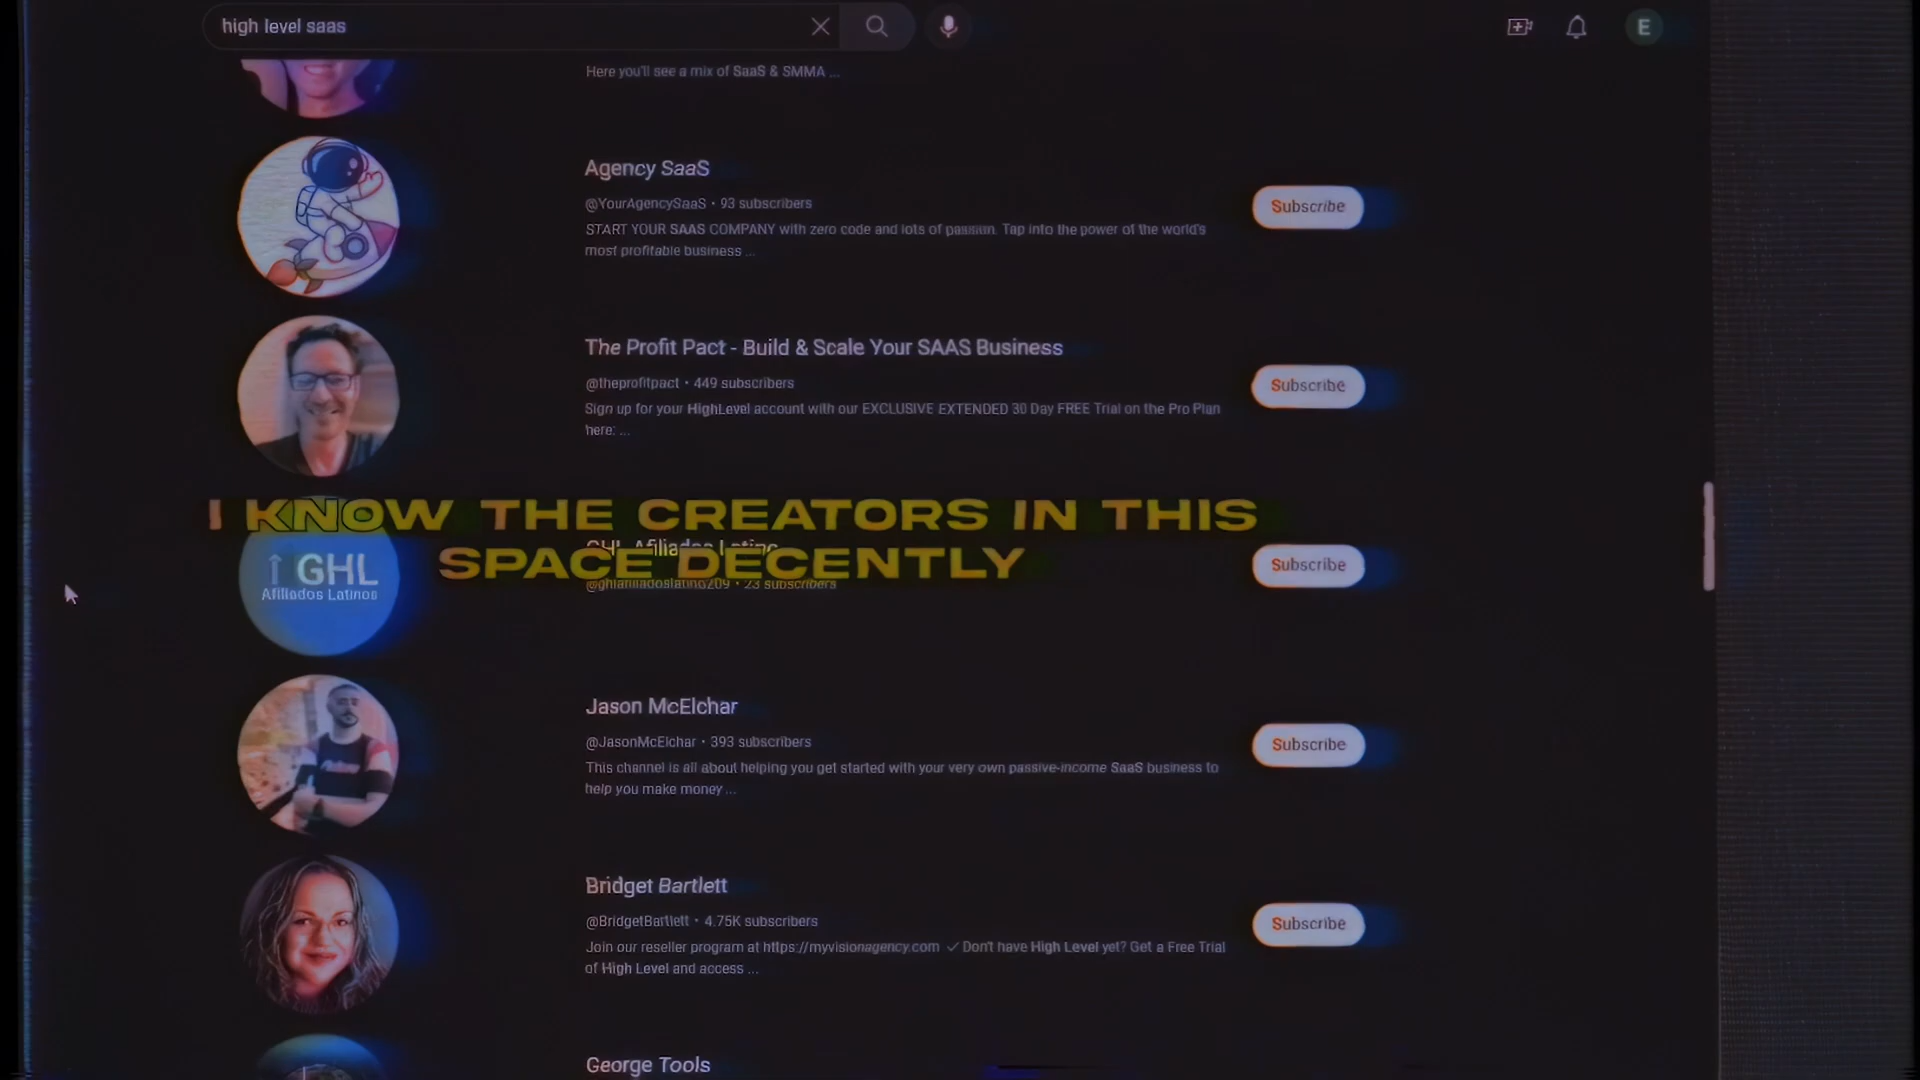 high level saas
E
Here you'll see a mix of SaaS & SMMA ...
Agency SaaS
@YourAgencySaaS • 93 subscribers
Subscribe
START YOUR SAAS COMPANY with zero code and lots of passion. Tap into the power of the world's
most profitable business ...
The Profit Pact - Build & Scale Your SAAS Business
@theprofitpact • 449 subscribers
Subscribe
Sign up for your HighLevel account with our EXCLUSIVE EXTENDED 30 Day FREE Trial on the Pro Plan
here: ...
I KNOW THE CREATORS IN THIS
SPACE DECENTLY
GHL Afiliados Latino
@ghlafiliadoslatino209 • 23 subscribers
Subscribe
GHL
Afiliados Latinos
Jason McElchar
@JasonMcElchar • 393 subscribers
Subscribe
This channel is all about helping you get started with your very own passive-income SaaS business to
help you make money ...
Bridget Bartlett
@BridgetBartlett • 4.75K subscribers
Subscribe
Join our reseller program at https://myvisionagency.com ✓ Don't have High Level yet? Get a Free Trial
of High Level and access ...
George Tools